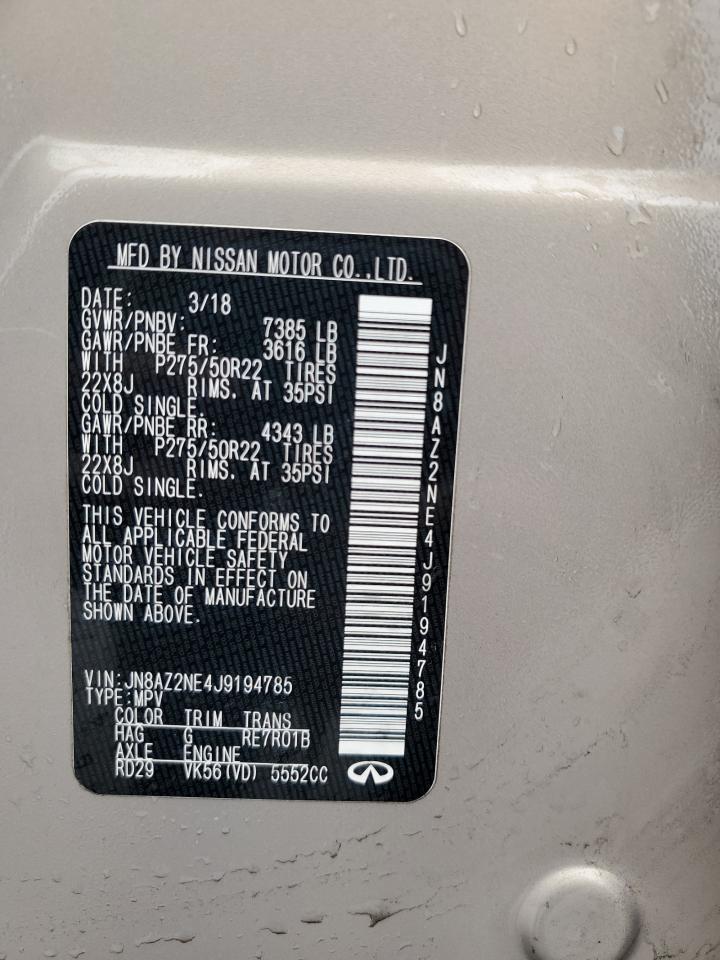 MFD BY NISSAN MOTOR CO.,LTD.
DATE: 3/18
GVWR/PNBV: 7385 LB
GAWR/PNBE FR: 3616 LB
WITH P275/50R22 TIRES
22X8J RIMS. AT 35PSI
COLD SINGLE.
GAWR/PNBE RR: 4343 LB
WITH P275/50R22 TIRES
22X8J RIMS. AT 35PSI
COLD SINGLE.
THIS VEHICLE CONFORMS TO
ALL APPLICABLE FEDERAL
MOTOR VEHICLE SAFETY
STANDARDS IN EFFECT ON
THE DATE OF MANUFACTURE
SHOWN ABOVE.
VIN:JN8AZ2NE4J9194785
TYPE:MPV
COLOR TRIM TRANS
HAG G RE7R01B
AXLE ENGINE
RD29 VK56(VD) 5552CC
JN8AZ2NE4J9194785